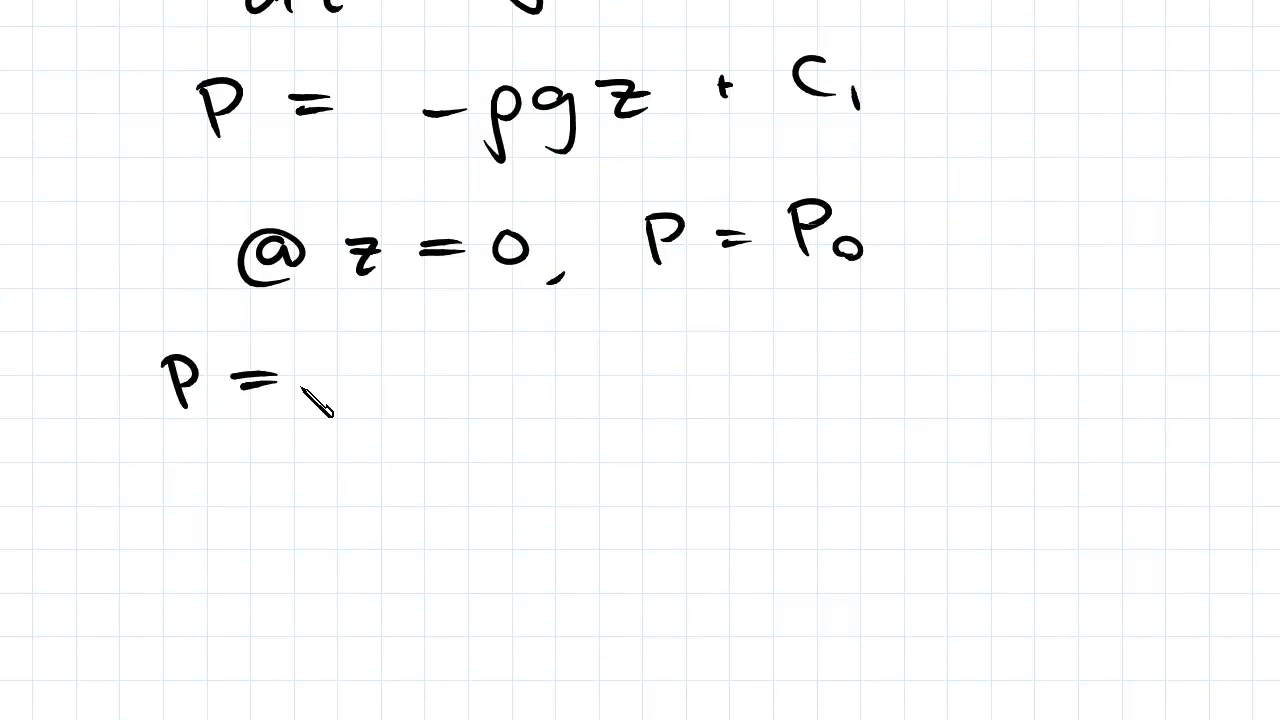 P = -ρgz + C₁
@ z = 0, P = P₀
P =